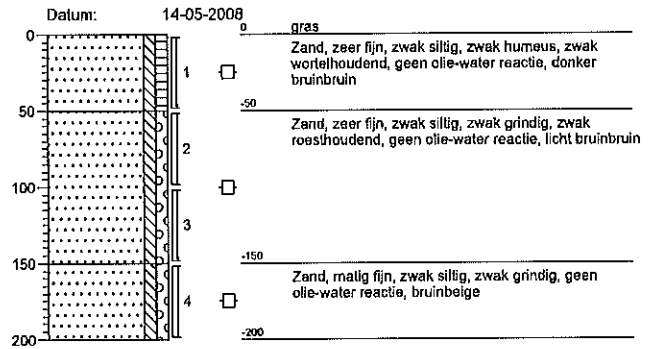 Datum: 14-05-2008
0
0 gras
Zand, zeer fijn, zwak siltig, zwak humeus, zwak
wortelhoudend, geen olie-water reactie, donker
bruinbruin
1
50
-50
Zand, zeer fijn, zwak siltig, zwak grindig, zwak
roesthoudend, geen olie-water reactie, licht bruinbruin
2
100
3
150
-150
Zand, matig fijn, zwak siltig, zwak grindig, geen
olie-water reactie, bruinbeige
4
200
-200